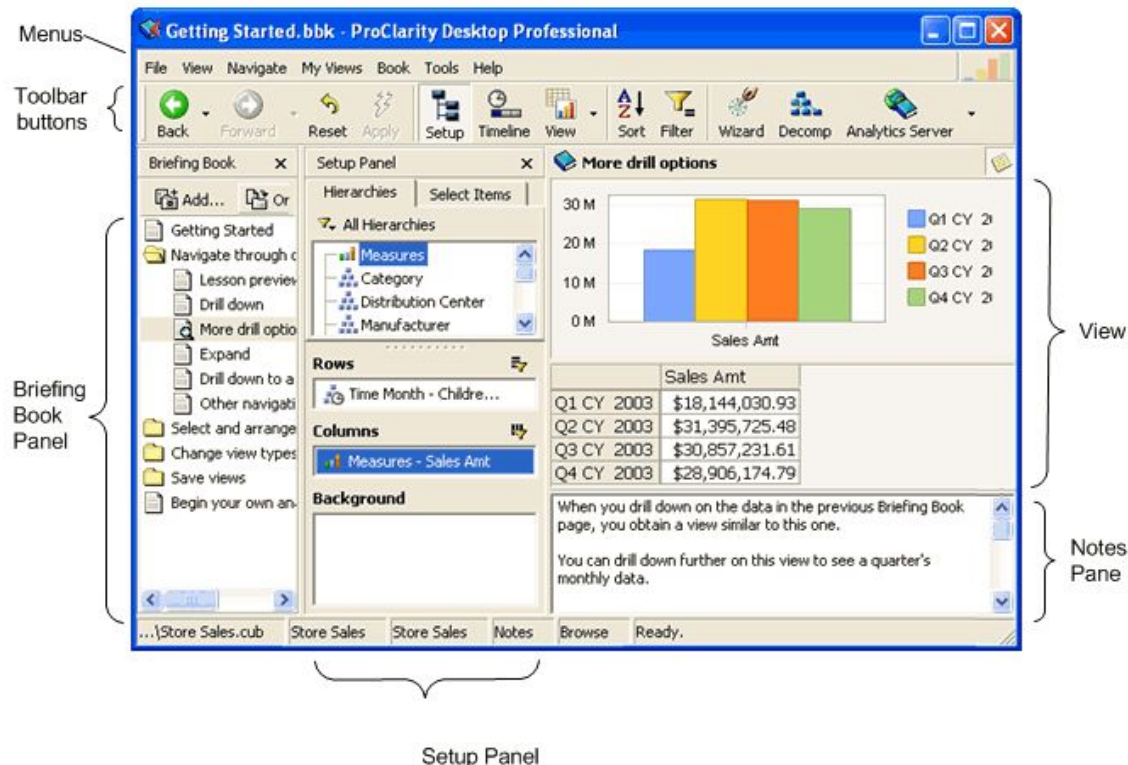 Menus
Toolbar
buttons
Briefing
Book
Panel
Getting Started.bbk - ProClarity Desktop Professional
File View Navigate My Views Book Tools Help
Back Forward Reset Apply Setup Timeline View Sort Filter Wizard Decomp Analytics Server
Briefing Book x
Add... Or
Getting Started
Navigate through c
Lesson preview
Drill down
More drill optio
Expand
Drill down to a
Other navigati
Select and arrange
Change view types
Save views
Begin your own an
Setup Panel x
Hierarchies Select Items
All Hierarchies
Measures
Category
Distribution Center
Manufacturer
Rows
Time Month - Childre...
Columns
Measures - Sales Amt
Background
More drill options
30 M
20 M
10 M
0 M
Sales Amt
Q1 CY 20
Q2 CY 20
Q3 CY 20
Q4 CY 20
Sales Amt
Q1 CY 2003 $18,144,030.93
Q2 CY 2003 $31,395,725.48
Q3 CY 2003 $30,857,231.61
Q4 CY 2003 $28,906,174.79
When you drill down on the data in the previous Briefing Book
page, you obtain a view similar to this one.
You can drill down further on this view to see a quarter's
monthly data.
...\Store Sales.cub Store Sales Store Sales Notes Browse Ready.
View
Notes
Pane
Setup Panel